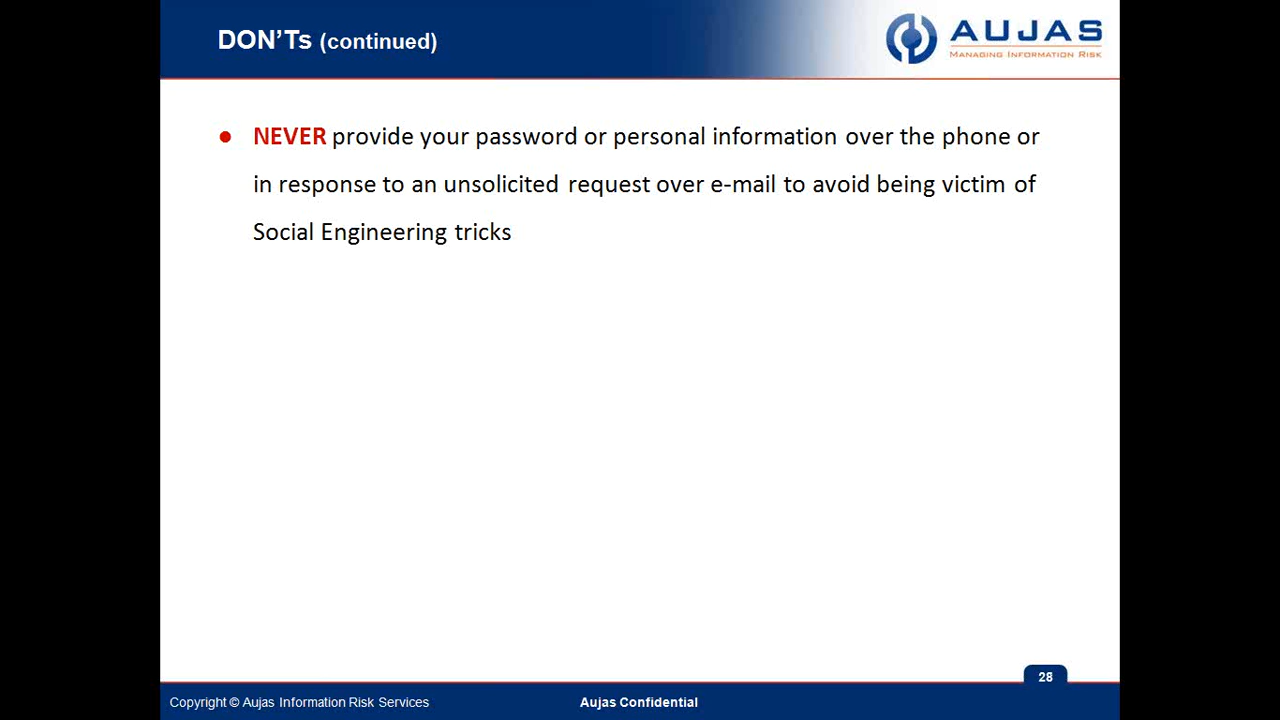 DON'Ts (continued)
AUJAS
MANAGING INFORMATION RISK
● NEVER provide your password or personal information over the phone or
in response to an unsolicited request over e-mail to avoid being victim of
Social Engineering tricks
28
Copyright © Aujas Information Risk Services
Aujas Confidential